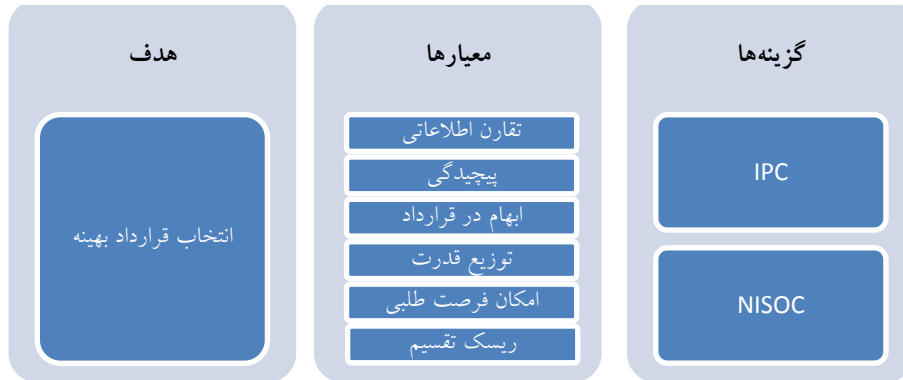 گزینه‌ها
IPC
NISOC
معیارها
تقارن اطلاعاتی
پیچیدگی
ابهام در قرارداد
توزیع قدرت
امکان فرصت طلبی
ریسک تقسیم
هدف
انتخاب قرارداد بهینه